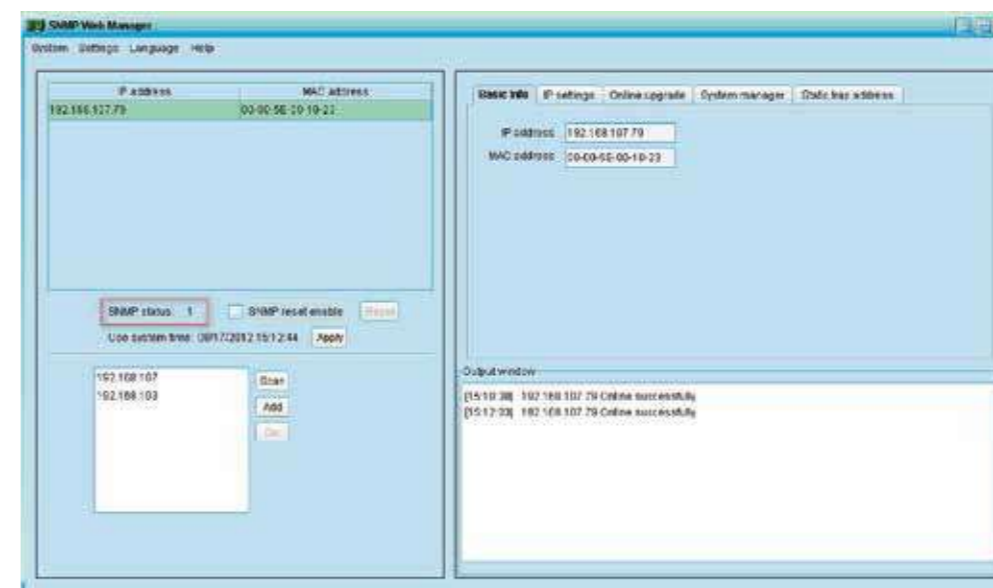 SNMP Web Manager
System Settings Language Help
IP address MAC address
192.168.107.79 00-00-5E-00-10-23
SNMP status 1 SNMP reset enable Reset
Use system time: 08/17/2012 15:12:44 Apply
192.168.107
192.168.103
Scan
Add
Del
Basic Info IP settings Online upgrade System manager Static trap address
IP address 192.168.107.79
MAC address 00-00-5E-00-10-23
Output window
[15:10:38] 192.168.107.79 Online successfully
[15:12:33] 192.168.107.79 Online successfully